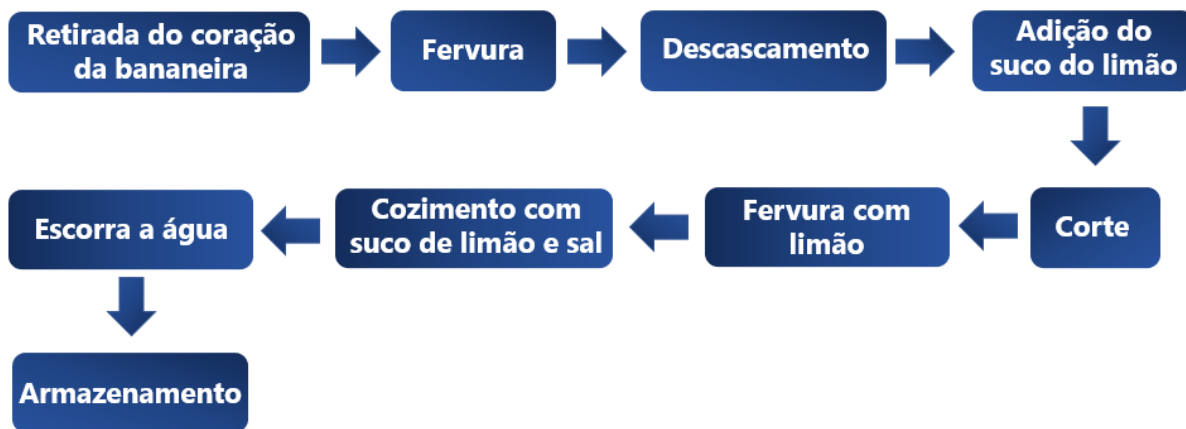 Retirada do coração
da bananeira
Fervura
Descascamento
Adição do
suco do limão
Corte
Fervura com
limão
Cozimento com
suco de limão e sal
Escorra a água
Armazenamento